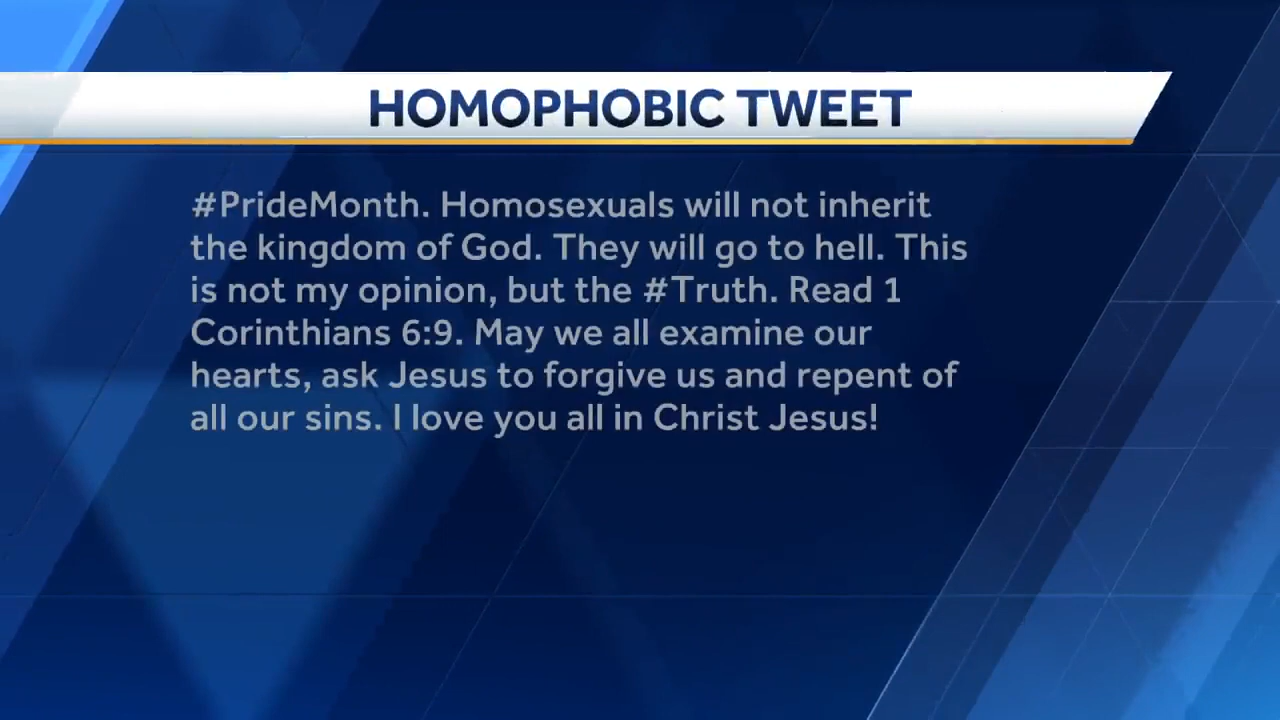 HOMOPHOBIC TWEET
#PrideMonth. Homosexuals will not inherit
the kingdom of God. They will go to hell. This
is not my opinion, but the #Truth. Read 1
Corinthians 6:9. May we all examine our
hearts, ask Jesus to forgive us and repent of
all our sins. I love you all in Christ Jesus!